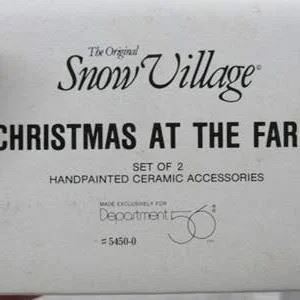 The Original
Snow Village©
CHRISTMAS AT THE FAR
SET OF 2
HANDPAINTED CERAMIC ACCESSORIES
MADE EXCLUSIVELY FOR
Department 56®
#5450-0